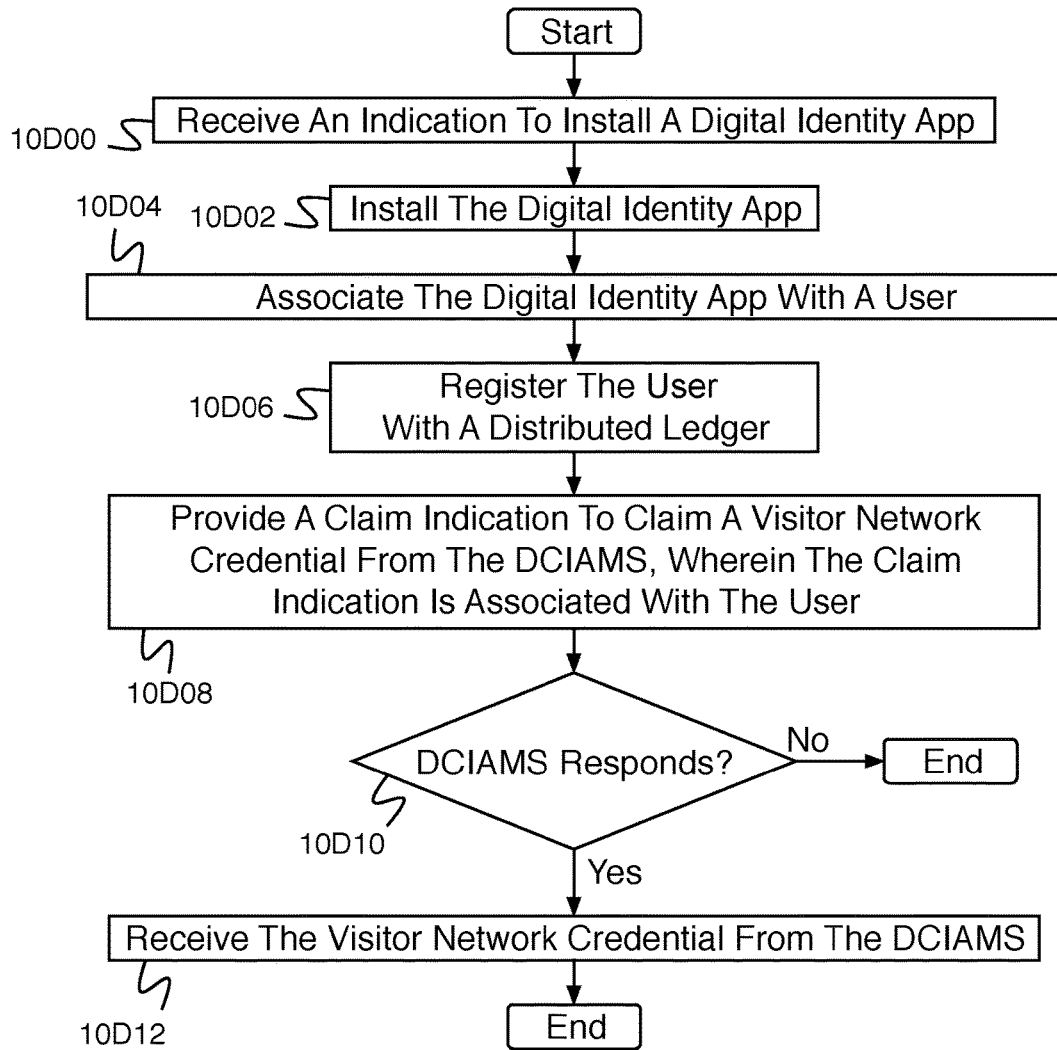 Start
Receive An Indication To Install A Digital Identity App
10D00
10D04
10D02
Install The Digital Identity App
Associate The Digital Identity App With A User
Register The User
With A Distributed Ledger
10D06
Provide A Claim Indication To Claim A Visitor Network
Credential From The DCIAMS, Wherein The Claim
Indication Is Associated With The User
10D08
DCIAMS Responds?
No
End
10D10
Yes
Receive The Visitor Network Credential From The DCIAMS
10D12
End